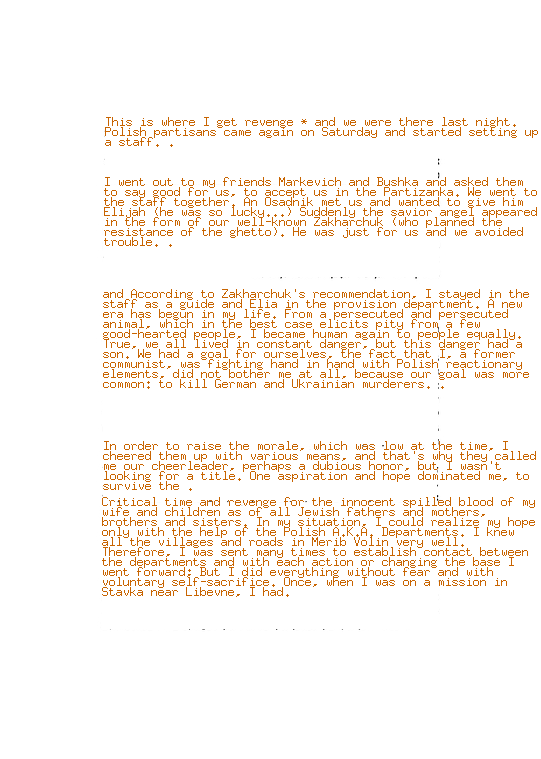 This is where I get revenge * and we were there last night.
Polish partisans came again on Saturday and started setting up
a staff. .
I went out to my friends Markevich and Bushka and asked them
to say good for us, to accept us in the Partizanka. We went to
the staff together. An Osadnik met us and wanted to give him
Elijah (he was so lucky...) Suddenly the savior angel appeared
in the form of our well-known Zakharchuk (who planned the
resistance of the ghetto). He was just for us and we avoided
trouble. .
and According to Zakharchuk's recommendation, I stayed in the
staff as a guide and Elia in the provision department. A new
era has begun in my life. From a persecuted and persecuted
animal, which in the best case elicits pity from a few
good-hearted people, I became human again to people equally.
True, we all lived in constant danger, but this danger had a
son. We had a goal for ourselves, the fact that I, a former
communist, was fighting hand in hand with Polish reactionary
elements, did not bother me at all, because our goal was more
common: to kill German and Ukrainian murderers. .
In order to raise the morale, which was low at the time, I
cheered them up with various means, and that's why they called
me our cheerleader, perhaps a dubious honor, but I wasn't
looking for a title. One aspiration and hope dominated me, to
survive the .
Critical time and revenge for the innocent spilled blood of my
wife and children as of all Jewish fathers and mothers,
brothers and sisters. In my situation, I could realize my hope
only with the help of the Polish A.K.A. Departments. I knew
all the villages and roads in Merib Volin very well.
Therefore, I was sent many times to establish contact between
the departments and with each action or changing the base I
went forward; But I did everything without fear and with
voluntary self-sacrifice. Once, when I was on a mission in
Stavka near Libevne, I had.